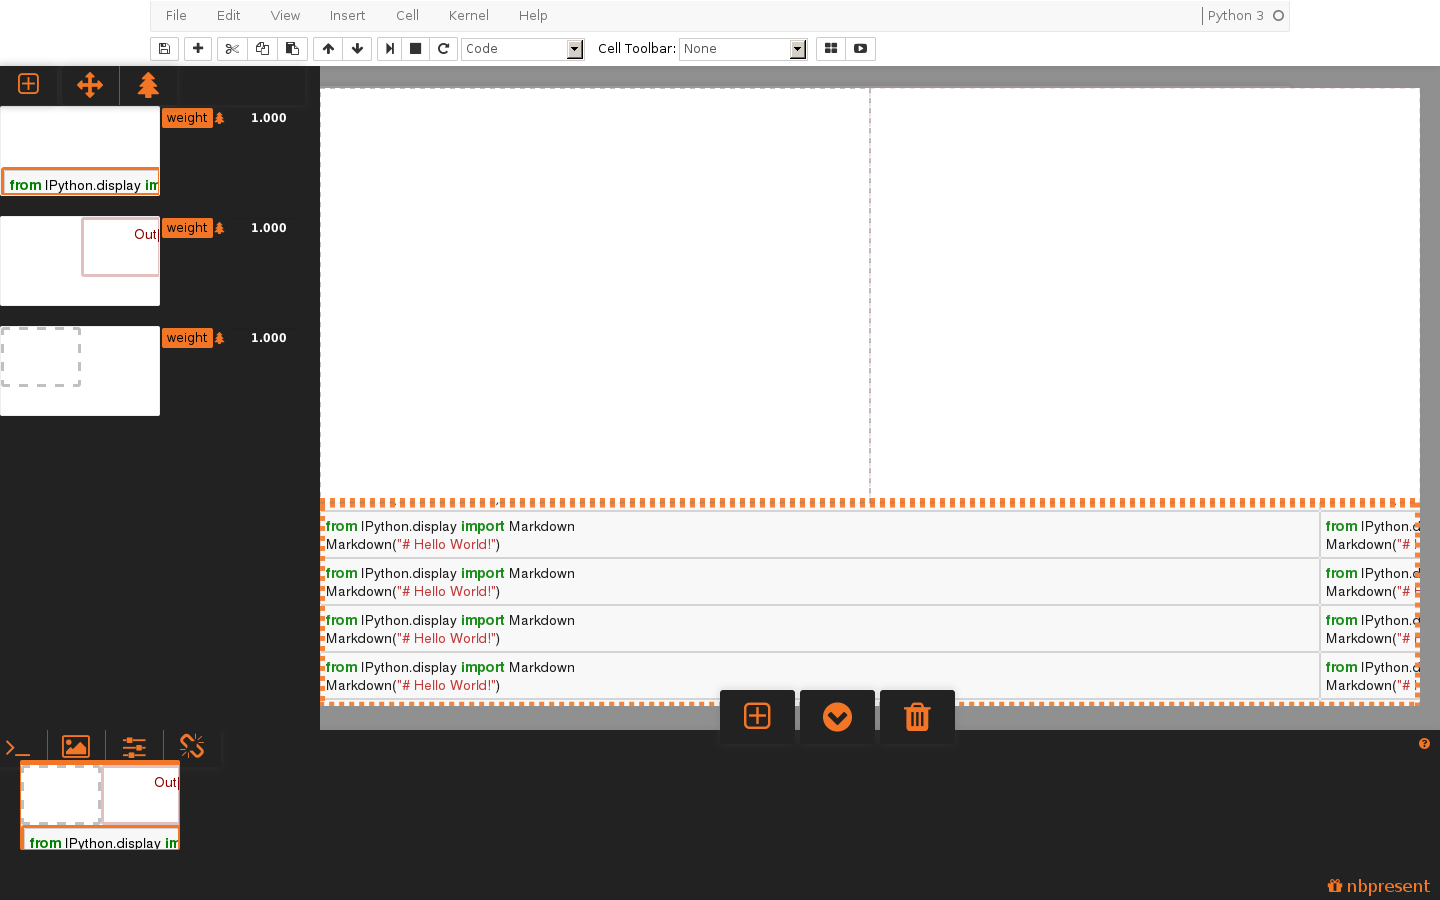 File Edit View Insert Cell Kernel Help Python 3
Code Cell Toolbar: None
weight 1.000
from IPython.display im
weight 1.000
Out[
weight 1.000
from IPython.display import Markdown
Markdown("# Hello World!")
from IPython.d
Markdown("#
from IPython.display import Markdown
Markdown("# Hello World!")
from IPython.d
Markdown("#
from IPython.display import Markdown
Markdown("# Hello World!")
from IPython.d
Markdown("#
from IPython.display import Markdown
Markdown("# Hello World!")
from IPython.d
Markdown("#
Out[
from IPython.display im
nbpresent